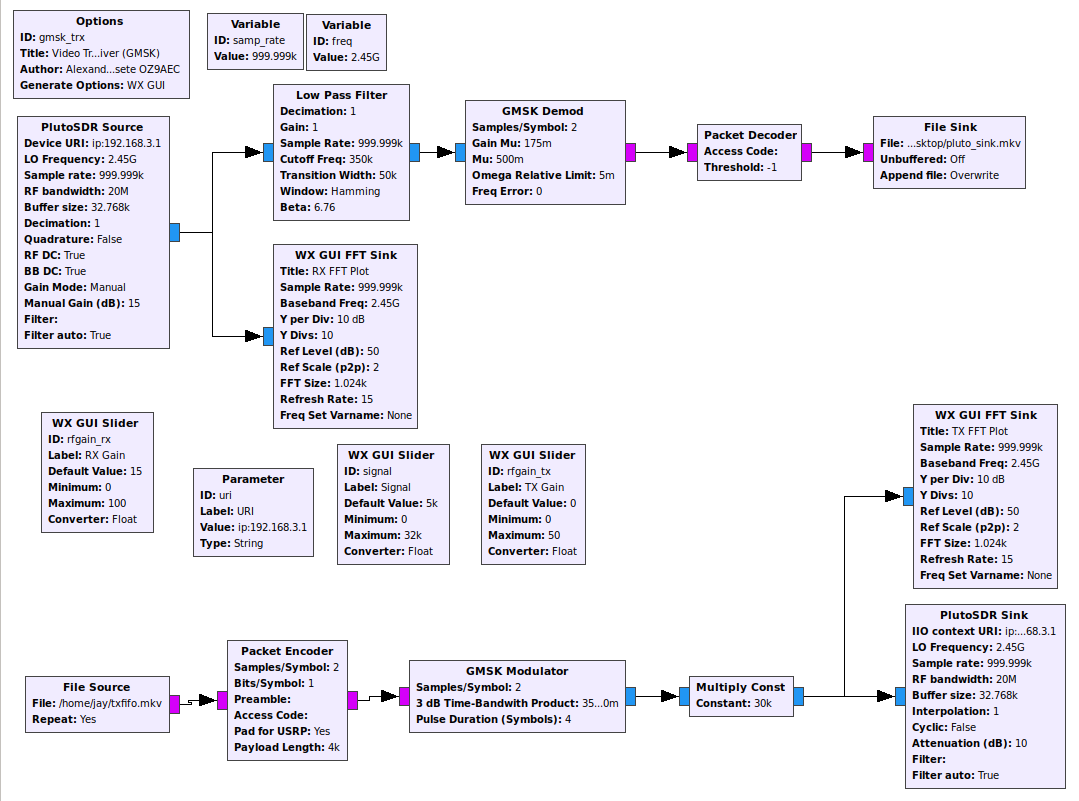 Options
ID: gmsk_trx
Title: Video Tr...iver (GMSK)
Author: Alexand...sete OZ9AEC
Generate Options: WX GUI
Variable
ID: samp_rate
Value: 999.999k
Variable
ID: freq
Value: 2.45G
PlutoSDR Source
Device URI: ip:192.168.3.1
LO Frequency: 2.45G
Sample rate: 999.999k
RF bandwidth: 20M
Buffer size: 32.768k
Decimation: 1
Quadrature: False
RF DC: True
BB DC: True
Gain Mode: Manual
Manual Gain (dB): 15
Filter:
Filter auto: True
Low Pass Filter
Decimation: 1
Gain: 1
Sample Rate: 999.999k
Cutoff Freq: 350k
Transition Width: 50k
Window: Hamming
Beta: 6.76
GMSK Demod
Samples/Symbol: 2
Gain Mu: 175m
Mu: 500m
Omega Relative Limit: 5m
Freq Error: 0
Packet Decoder
Access Code:
Threshold: -1
File Sink
File: ...sktop/pluto_sink.mkv
Unbuffered: Off
Append file: Overwrite
WX GUI FFT Sink
Title: RX FFT Plot
Sample Rate: 999.999k
Baseband Freq: 2.45G
Y per Div: 10 dB
Y Divs: 10
Ref Level (dB): 50
Ref Scale (p2p): 2
FFT Size: 1.024k
Refresh Rate: 15
Freq Set Varname: None
WX GUI Slider
ID: rfgain_rx
Label: RX Gain
Default Value: 15
Minimum: 0
Maximum: 100
Converter: Float
Parameter
ID: uri
Label: URI
Value: ip:192.168.3.1
Type: String
WX GUI Slider
ID: signal
Label: Signal
Default Value: 5k
Minimum: 0
Maximum: 32k
Converter: Float
WX GUI Slider
ID: rfgain_tx
Label: TX Gain
Default Value: 0
Minimum: 0
Maximum: 50
Converter: Float
WX GUI FFT Sink
Title: TX FFT Plot
Sample Rate: 999.999k
Baseband Freq: 2.45G
Y per Div: 10 dB
Y Divs: 10
Ref Level (dB): 50
Ref Scale (p2p): 2
FFT Size: 1.024k
Refresh Rate: 15
Freq Set Varname: None
File Source
File: /home/jay/txfifo.mkv
Repeat: Yes
Packet Encoder
Samples/Symbol: 2
Bits/Symbol: 1
Preamble:
Access Code:
Pad for USRP: Yes
Payload Length: 4k
GMSK Modulator
Samples/Symbol: 2
3 dB Time-Bandwith Product: 35...0m
Pulse Duration (Symbols): 4
Multiply Const
Constant: 30k
PlutoSDR Sink
IIO context URI: ip:...68.3.1
LO Frequency: 2.45G
Sample rate: 999.999k
RF bandwidth: 20M
Buffer size: 32.768k
Interpolation: 1
Cyclic: False
Attenuation (dB): 10
Filter:
Filter auto: True